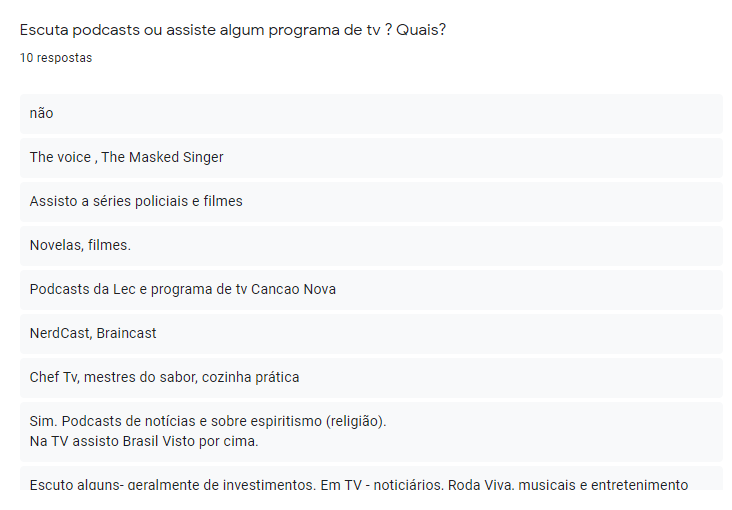 Escuta podcasts ou assiste algum programa de tv ? Quais?
10 respostas
não
The voice , The Masked Singer
Assisto a séries policiais e filmes
Novelas, filmes.
Podcasts da Lec e programa de tv Cancao Nova
NerdCast, Braincast
Chef Tv, mestres do sabor, cozinha prática
Sim. Podcasts de notícias e sobre espiritismo (religião).
Na TV assisto Brasil Visto por cima.
Escuto alguns- geralmente de investimentos. Em TV - noticiários. Roda Viva. musicais e entretenimento